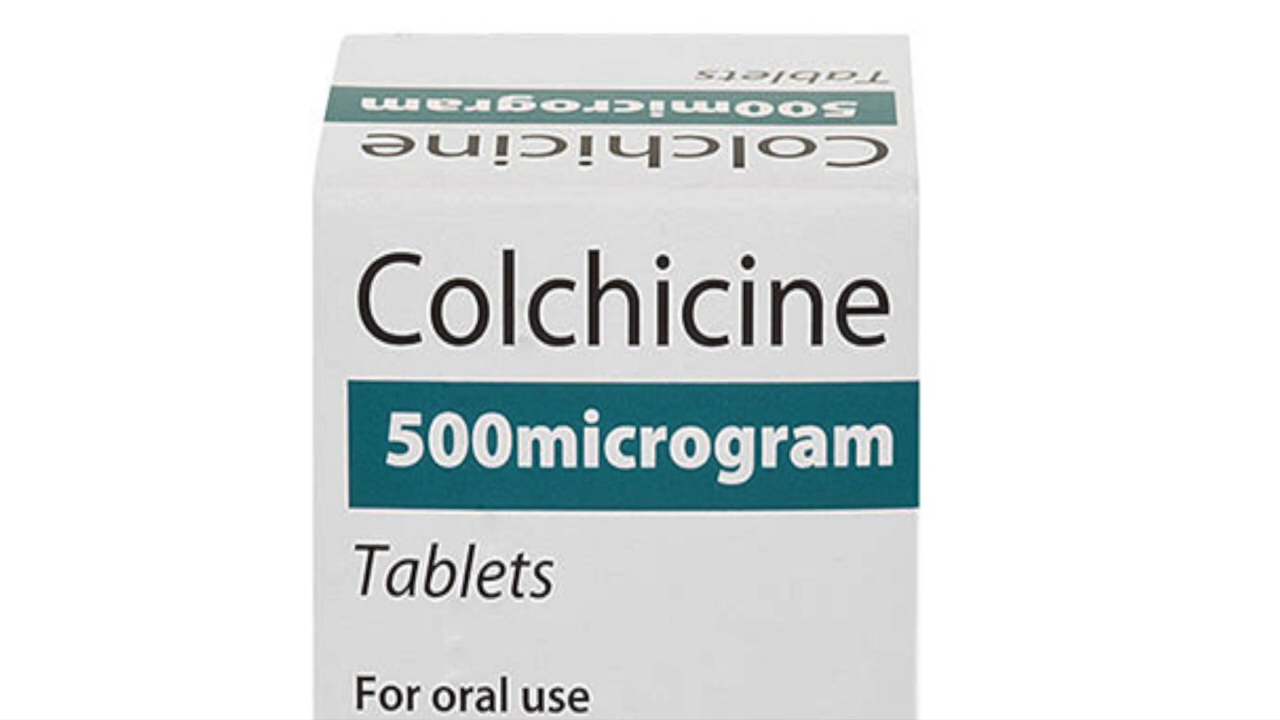 Tablets
500microgram
Colchicine
Colchicine
500microgram
Tablets
For oral use